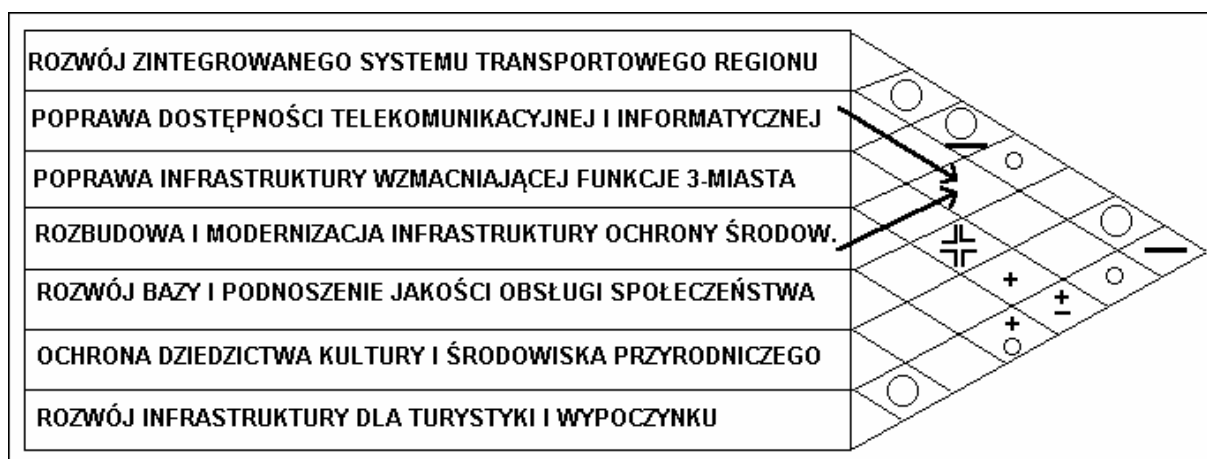 ROZWÓJ ZINTEGROWANEGO SYSTEMU TRANSPORTOWEGO REGIONU
POPRAWA DOSTĘPNOŚCI TELEKOMUNIKACYJNEJ I INFORMATYCZNEJ
POPRAWA INFRASTRUKTURY WZMACNIAJĄCEJ FUNKCJE 3-MIASTA
ROZBUDOWA I MODERNIZACJA INFRASTRUKTURY OCHRONY ŚRODOW.
ROZWÓJ BAZY I PODNOSZENIE JAKOŚCI OBSŁUGI SPOŁECZEŃSTWA
OCHRONA DZIEDZICTWA KULTURY I ŚRODOWISKA PRZYRODNICZEGO
ROZWÓJ INFRASTRUKTURY DLA TURYSTYKI I WYPOCZYNKU